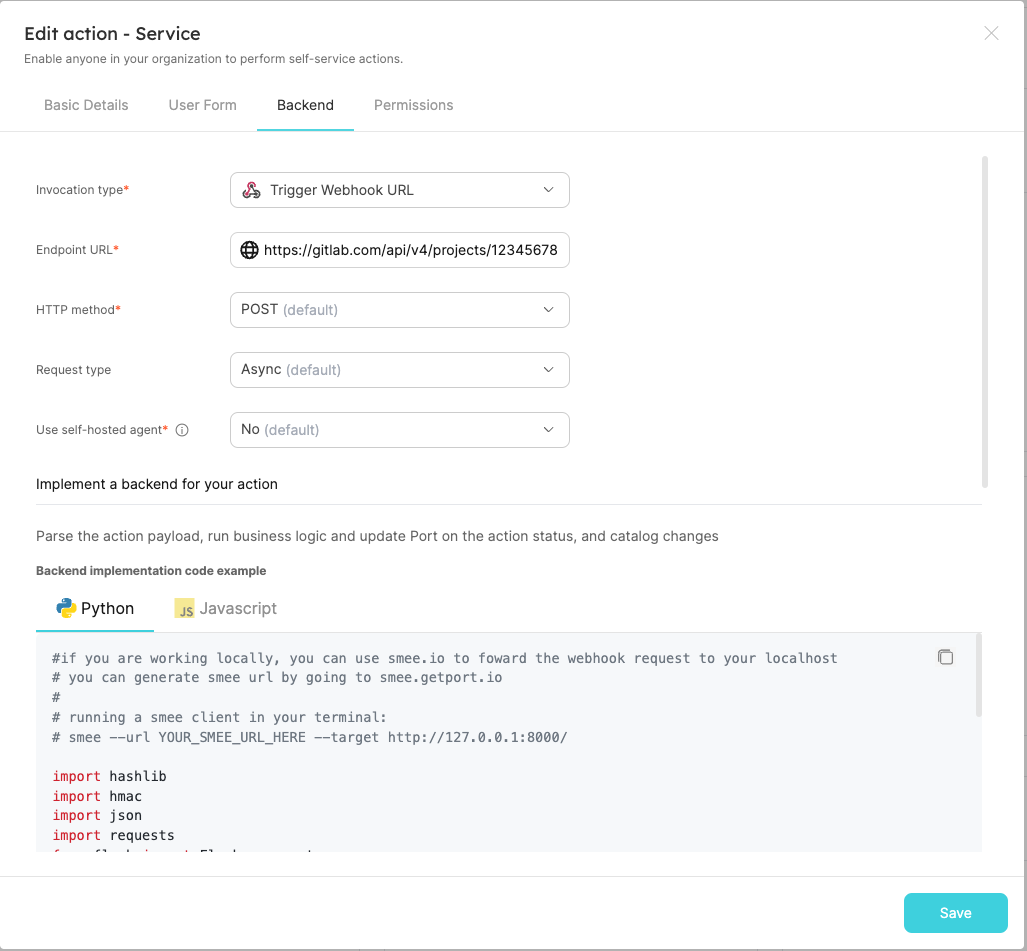 Edit action - Service
Enable anyone in your organization to perform self-service actions.
Basic Details User Form Backend Permissions
Invocation type* Trigger Webhook URL
Endpoint URL* https://gitlab.com/api/v4/projects/12345678
HTTP method* POST (default)
Request type Async (default)
Use self-hosted agent* No (default)
Implement a backend for your action
Parse the action payload, run business logic and update Port on the action status, and catalog changes
Backend implementation code example
Python JS Javascript
#if you are working locally, you can use smee.io to foward the webhook request to your localhost
# you can generate smee url by going to smee.getport.io
#
# running a smee client in your terminal:
# smee --url YOUR_SMEE_URL_HERE --target http://127.0.0.1:8000/
import hashlib
import hmac
import json
import requests
Save